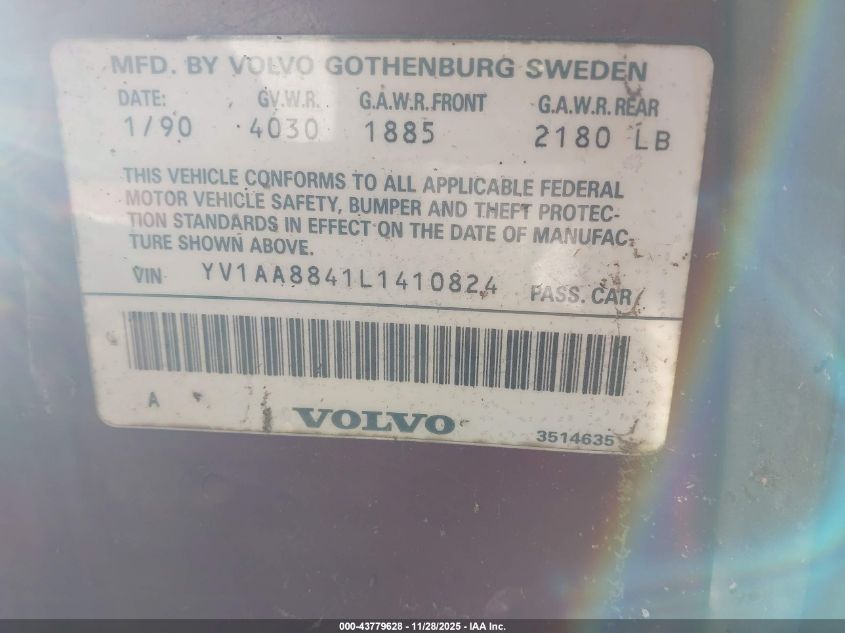 MFD. BY VOLVO GOTHENBURG SWEDEN
DATE: G.V.W.R. G.A.W.R. FRONT G.A.W.R. REAR
1/90 4030 1885 2180 LB
THIS VEHICLE CONFORMS TO ALL APPLICABLE FEDERAL
MOTOR VEHICLE SAFETY, BUMPER AND THEFT PROTEC-
TION STANDARDS IN EFFECT ON THE DATE OF MANUFAC-
TURE SHOWN ABOVE.
VIN YV1AA8841L1410824 PASS. CAR
A
VOLVO
3514635
000-43779628 | 11/28/2025 - IAA Inc.